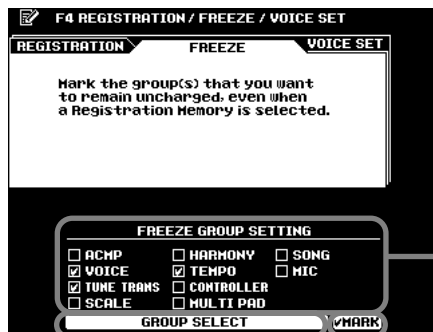 F4 REGISTRATION / FREEZE / VOICE SET
REGISTRATION FREEZE VOICE SET
Mark the group(s) that you want
to remain uncharged, even when
a Registration Memory is selected.
FREEZE GROUP SETTING
ACMP HARMONY SONG
VOICE TEMPO MIC
TUNE TRANS CONTROLLER
SCALE MULTI PAD
GROUP SELECT ✓MARK